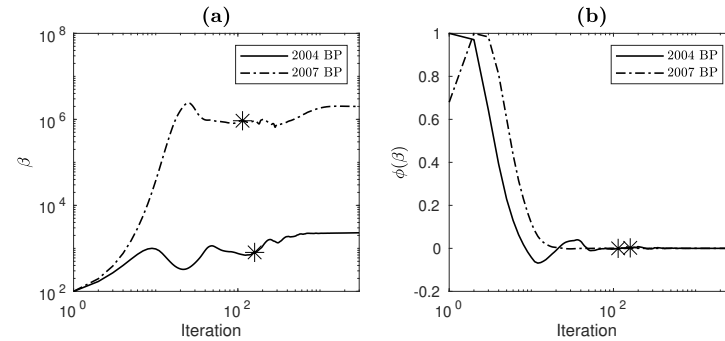 (a)
10^8
10^6
10^4
10^2
β
2004 BP
2007 BP
10^0
10^2
Iteration
(b)
1
0.8
0.6
0.4
0.2
0
-0.2
ϕ(β)
2004 BP
2007 BP
10^0
10^2
Iteration